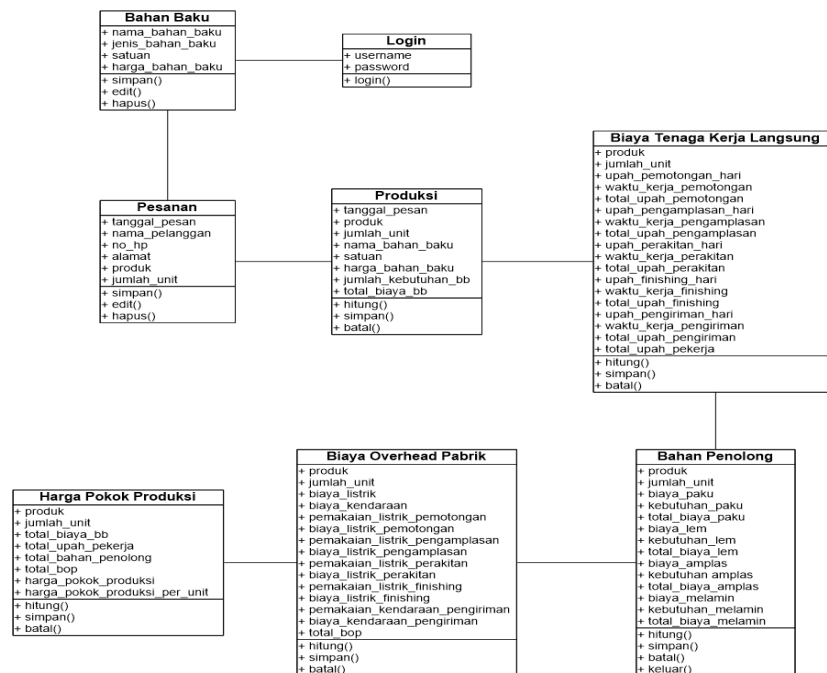 Bahan Baku
+ nama_bahan_baku
+ jenis_bahan_baku
+ satuan
+ harga_bahan_baku
+ simpan()
+ edit()
+ hapus()
Login
+ username
+ password
+ login()
Pesanan
+ tanggal_pesan
+ nama_pelanggan
+ no_hp
+ alamat
+ produk
+ jumlah_unit
+ simpan()
+ edit()
+ hapus()
Produksi
+ tanggal_pesan
+ produk
+ jumlah_unit
+ nama_bahan_baku
+ satuan
+ harga_bahan_baku
+ jumlah_kebutuhan_bb
+ total_biaya_bb
+ hitung()
+ simpan()
+ batal()
Biaya Tenaga Kerja Langsung
+ produk
+ jumlah_unit
+ upah_pemotongan_hari
+ waktu_kerja_pemotongan
+ total_upah_pemotongan
+ upah_pengamplasan_hari
+ waktu_kerja_pengamplasan
+ total_upah_pengamplasan
+ upah_perakitan_hari
+ waktu_kerja_perakitan
+ total_upah_perakitan
+ upah_finishing_hari
+ waktu_kerja_finishing
+ total_upah_finishing
+ upah_pengiriman_hari
+ waktu_kerja_pengiriman
+ total_upah_pengiriman
+ total_upah_pekerja
+ hitung()
+ simpan()
+ batal()
Harga Pokok Produksi
+ produk
+ jumlah_unit
+ total_biaya_bb
+ total_upah_pekerja
+ total_bahan_penolong
+ total_bop
+ harga_pokok_produksi
+ harga_pokok_produksi_per_unit
+ hitung()
+ simpan()
+ batal()
Biaya Overhead Pabrik
+ produk
+ jumlah_unit
+ biaya_listrik
+ biaya_kendaraan
+ pemakaian_listrik_pemotongan
+ biaya_listrik_pemotongan
+ pemakaian_listrik_pengamplasan
+ biaya_listrik_pengamplasan
+ pemakaian_listrik_perakitan
+ biaya_listrik_perakitan
+ pemakaian_listrik_finishing
+ biaya_listrik_finishing
+ pemakaian_kendaraan_pengiriman
+ biaya_kendaraan_pengiriman
+ total_bop
+ hitung()
+ simpan()
+ batal()
Bahan Penolong
+ produk
+ jumlah_unit
+ biaya_paku
+ kebutuhan_paku
+ total_biaya_paku
+ biaya_lem
+ kebutuhan_lem
+ total_biaya_lem
+ biaya_amplas
+ kebutuhan amplas
+ total_biaya_amplas
+ biaya_melamin
+ kebutuhan_melamin
+ total_biaya_melamin
+ hitung()
+ simpan()
+ batal()
+ keluar()